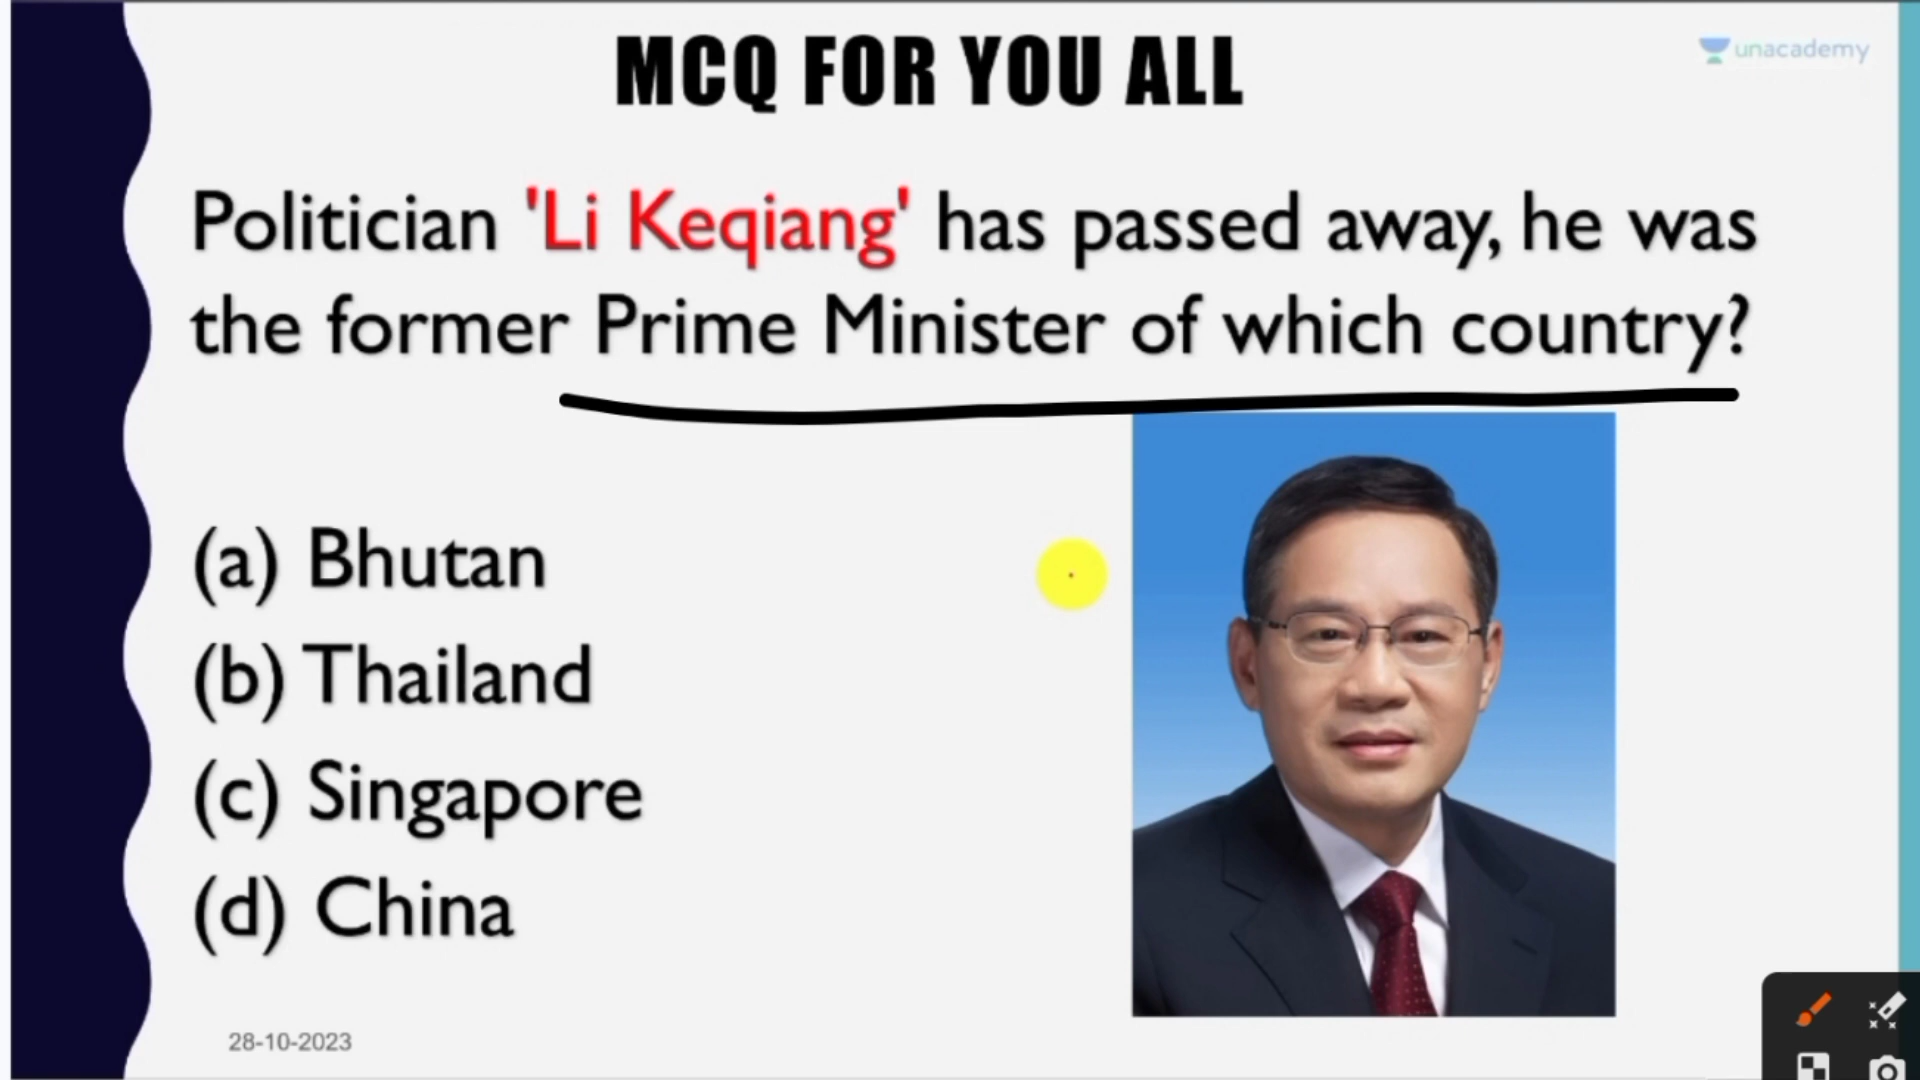 MCQ FOR YOU ALL
unacademy
Politician 'Li Keqiang' has passed away, he was
the former Prime Minister of which country?
(a) Bhutan
(b) Thailand
(c) Singapore
(d) China
28-10-2023